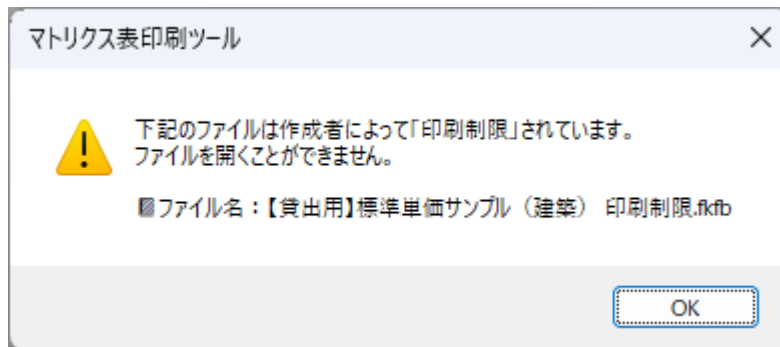 マトリクス表印刷ツール
下記のファイルは作成者によって「印刷制限」されています。
ファイルを開くことができません。
ファイル名：【貸出用】標準単価サンプル（建築） 印刷制限.fkfb
OK